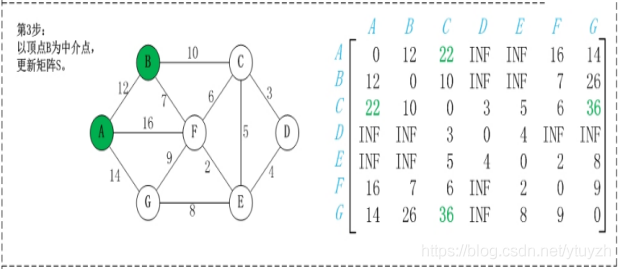 第3步:
以顶点B为中介点,
更新矩阵S。
B
10
C
12
7
6
3
A
16
F
5
D
14
9
2
4
G
8
E
A B C D E F G
A 0 12 22 INF INF 16 14
B 12 0 10 INF INF 7 26
C 22 10 0 3 5 6 36
D INF INF 3 0 4 INF INF
E INF INF 5 4 0 2 8
F 16 7 6 INF 2 0 9
G 14 26 36 INF 8 9 0
https://blog.csdn.net/ytuyzh